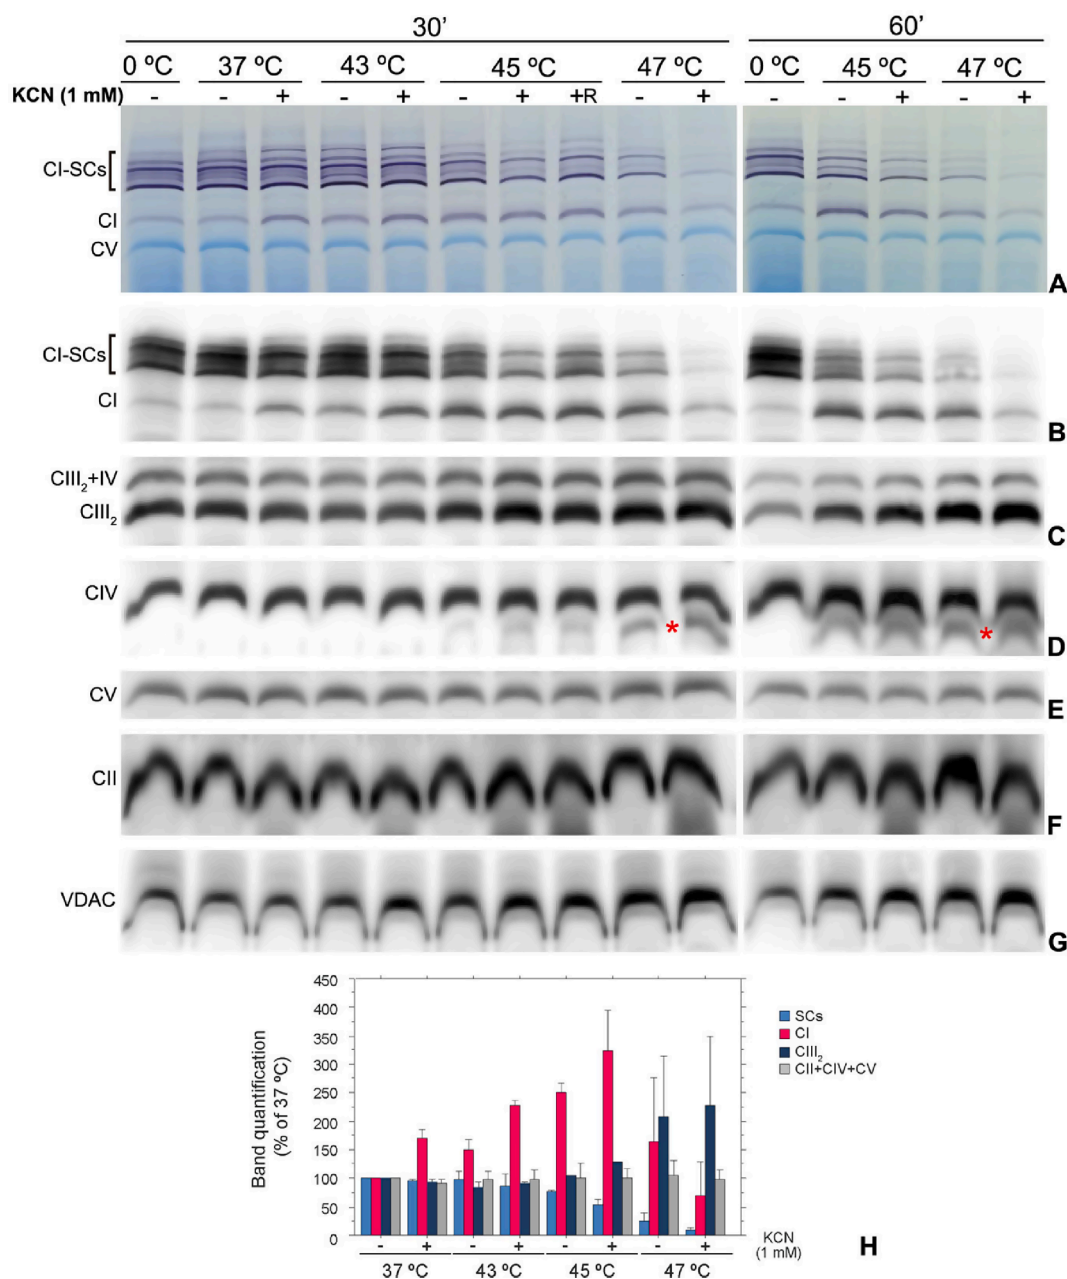 30’ 60’
0 ºC 37 ºC 43 ºC 45 ºC 47 ºC 0 ºC 45 ºC 47 ºC
KCN (1 mM) - - + - + - + +R - + - - + - +
CI-SCs
CI
CV
A
CI-SCs
CI
B
CIII2+IV
CIII2
C
CIV
*
*
D
CV
E
CII
F
VDAC
G
Band quantification
(% of 37 ºC)
450
400
350
300
250
200
150
100
50
0
SCs
CI
CIII2
CII+CIV+CV
- + - + - + - +
KCN
(1 mM)
37 ºC 43 ºC 45 ºC 47 ºC
H